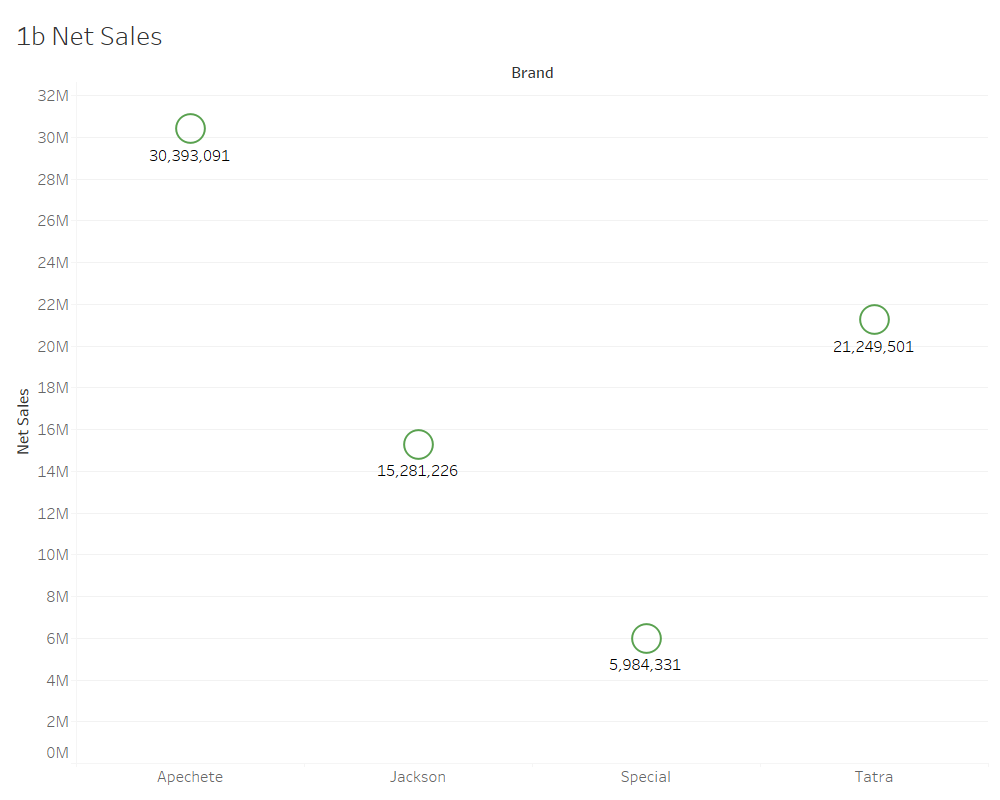 1b Net Sales
Brand
32M
30M
30,393,091
28M
26M
24M
22M
20M
21,249,501
Net Sales
18M
16M
14M
15,281,226
12M
10M
8M
6M
5,984,331
4M
2M
0M
Apechete Jackson Special Tatra